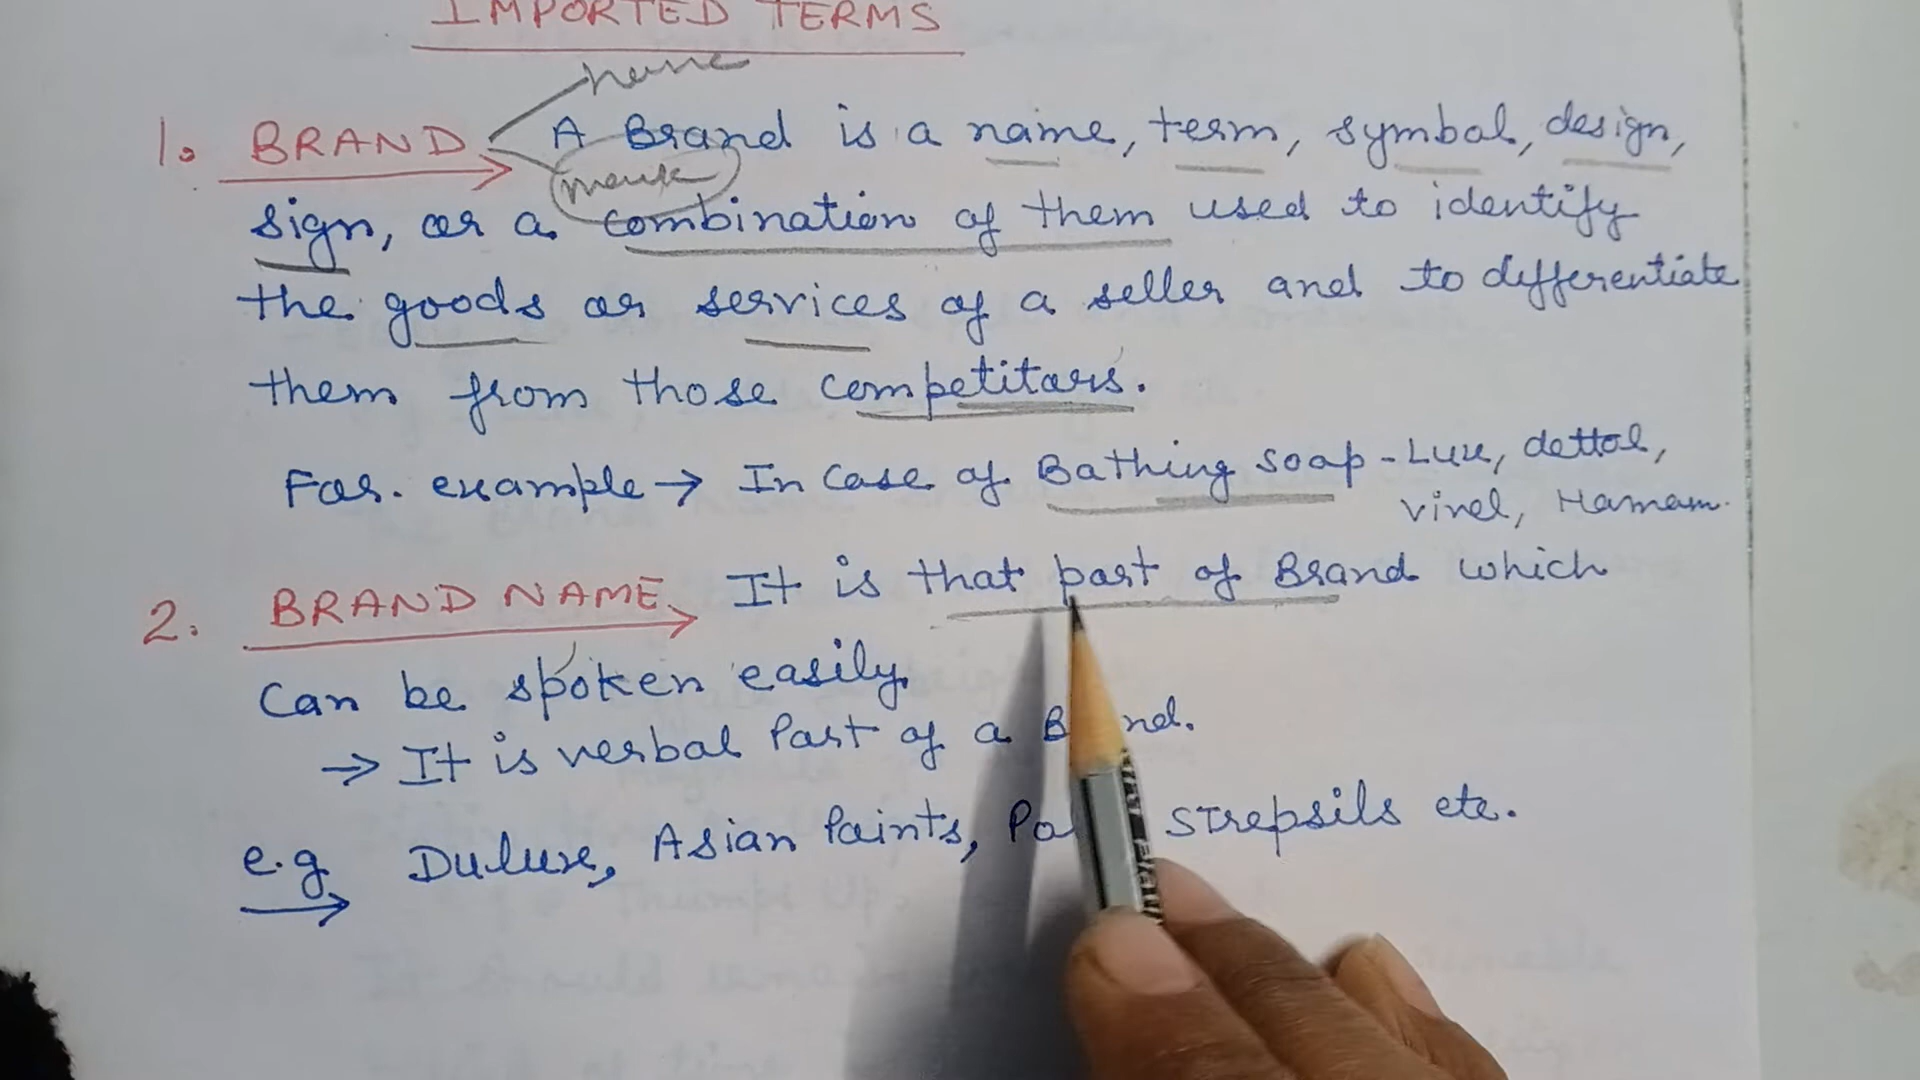 IMPORTED TERMS
name
1. BRAND → A Brand is a name, term, symbol, design,
mark
sign, or a combination of them used to identify
the goods or services of a seller and to differentiate
them from those competitors.
For. example → In Case of Bathing soap - Lux, dettol,
vivel, Hamam.
2. BRAND NAME → It is that part of Brand which
Can be spoken easily.
→ It is verbal Part of a
e.g → Dulux, Asian Paints, strepsils etc.